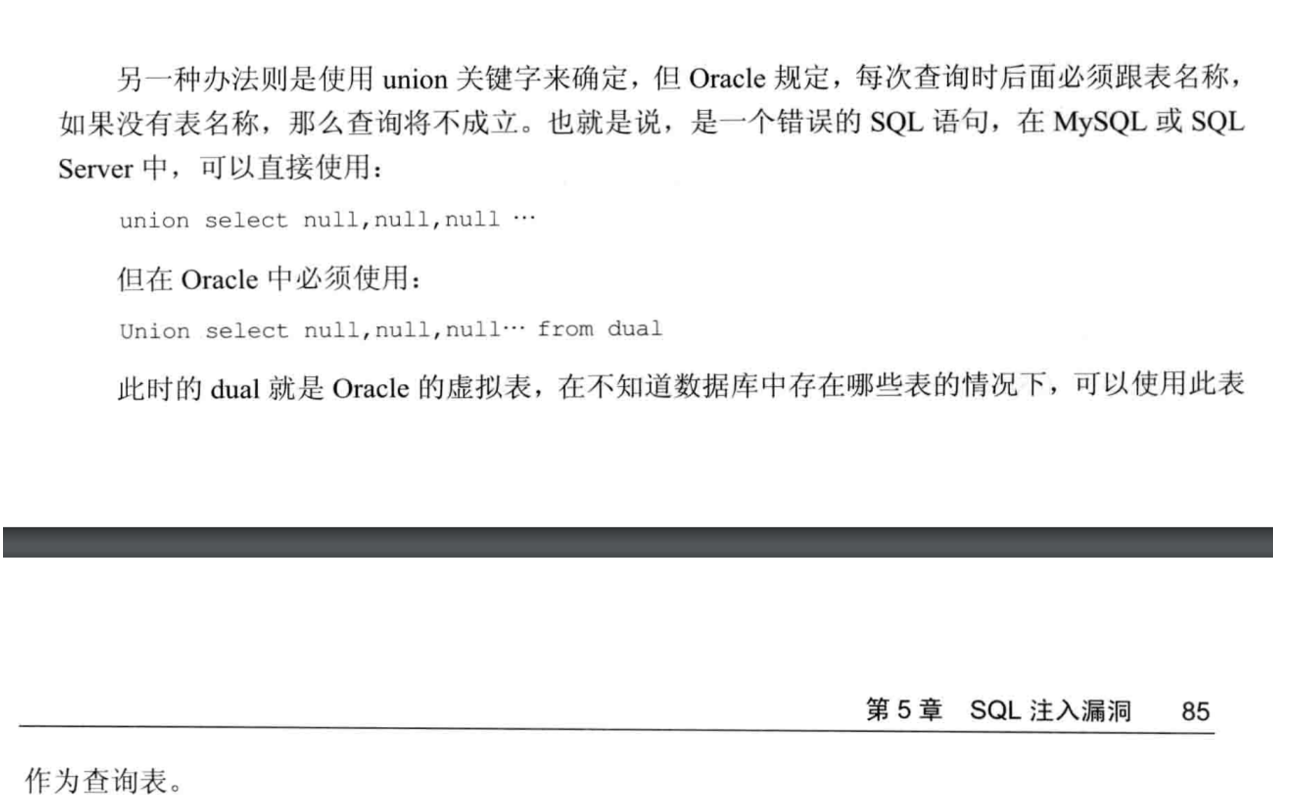 另一种办法则是使用 union 关键字来确定，但 Oracle 规定，每次查询时后面必须跟表名称，
如果没有表名称，那么查询将不成立。也就是说，是一个错误的 SQL 语句，在 MySQL 或 SQL
Server 中，可以直接使用：
union select null,null,null …
但在 Oracle 中必须使用：
Union select null,null,null… from dual
此时的 dual 就是 Oracle 的虚拟表，在不知道数据库中存在哪些表的情况下，可以使用此表
第 5 章 SQL 注入漏洞 85
作为查询表。